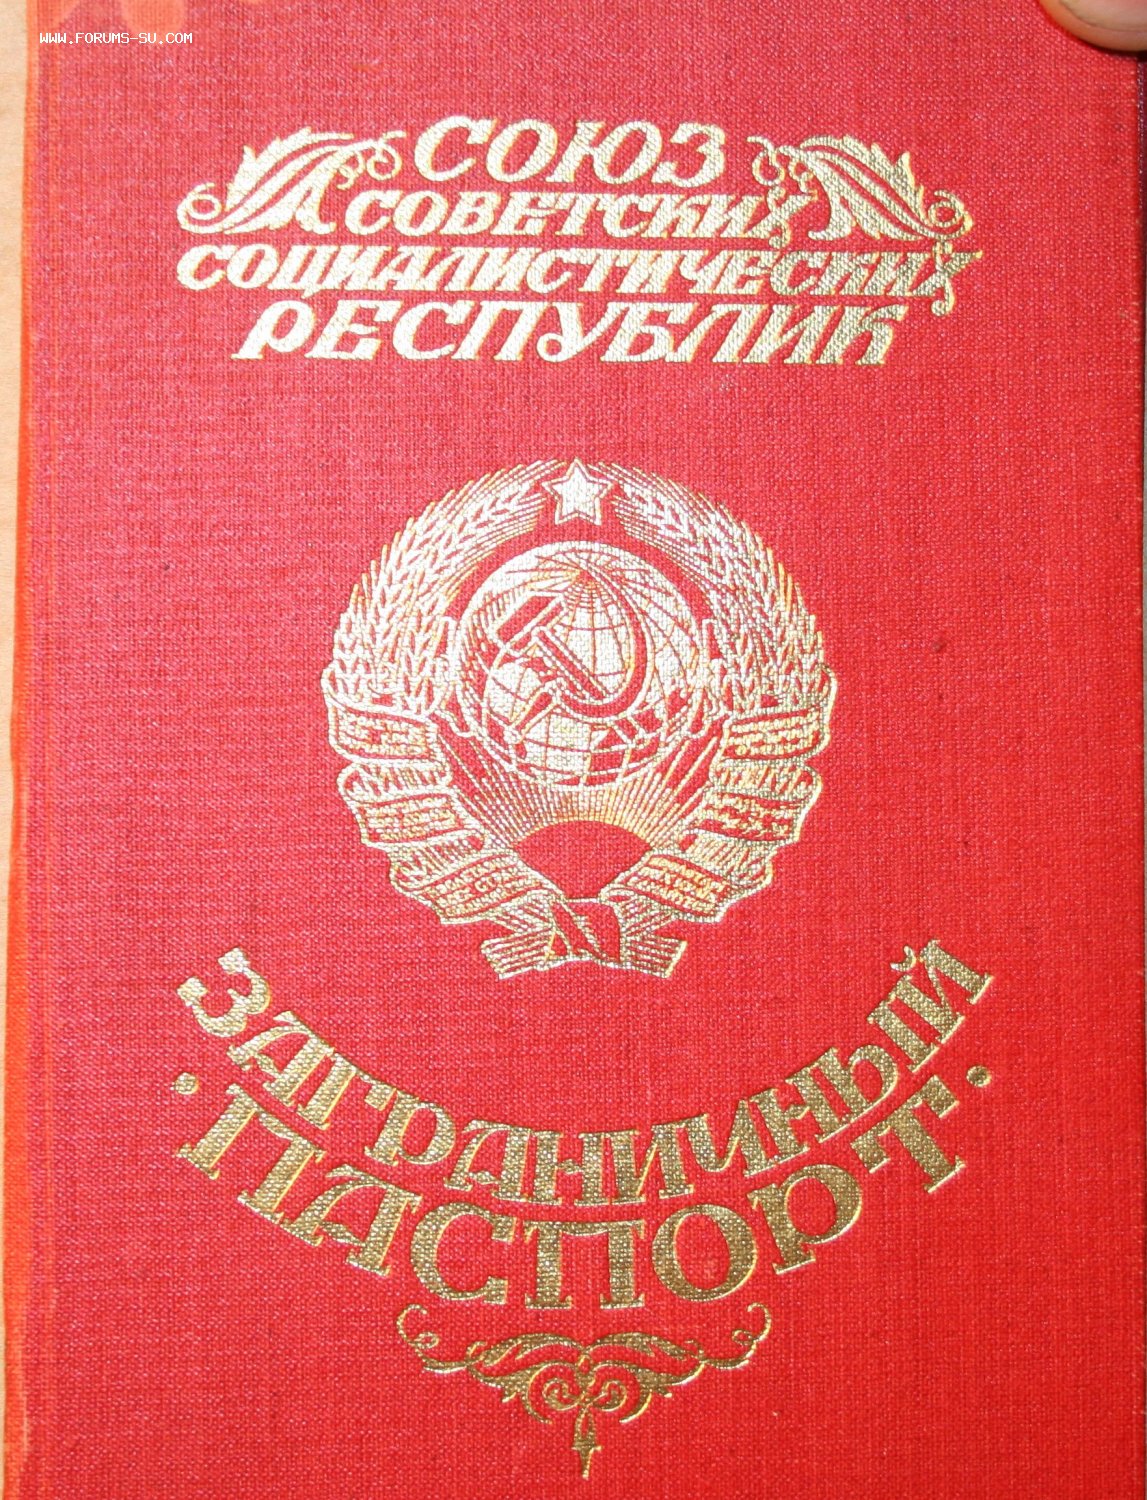 www.forums-su.com
СОЮЗ
СОВЕТСКИХ
СОЦИАЛИСТИЧЕСКИХ
РЕСПУБЛИК
ЗАГРАНИЧНЫЙ
·ПАСПОРТ·